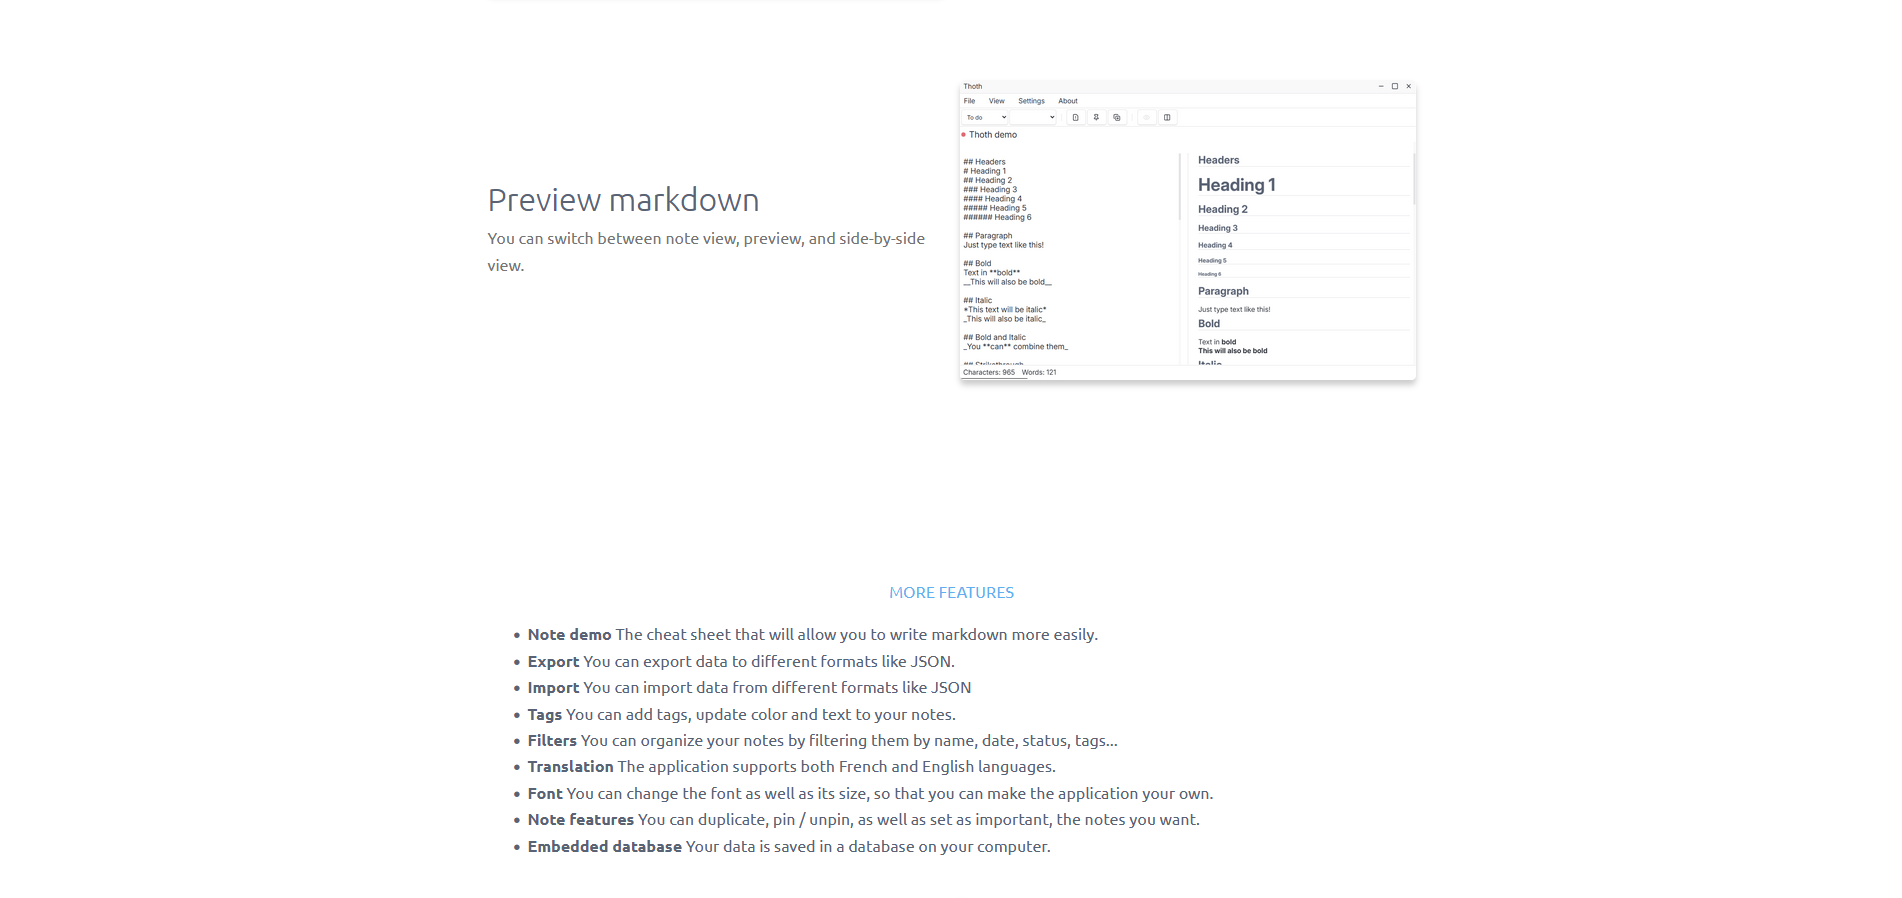 Preview markdown
You can switch between note view, preview, and side-by-side
view.
Thoth
File View Settings About
To do
Thoth demo
## Headers
# Heading 1
## Heading 2
### Heading 3
#### Heading 4
##### Heading 5
###### Heading 6
## Paragraph
Just type text like this!
## Bold
Text in **bold**
__This will also be bold__
## Italic
*This text will be italic*
_This will also be italic_
## Bold and Italic
_You **can** combine them_
## Strikethrough
Headers
Heading 1
Heading 2
Heading 3
Heading 4
Heading 5
Heading 6
Paragraph
Just type text like this!
Bold
Text in bold
This will also be bold
Italic
Characters: 965 Words: 121
MORE FEATURES
• Note demo The cheat sheet that will allow you to write markdown more easily.
• Export You can export data to different formats like JSON.
• Import You can import data from different formats like JSON
• Tags You can add tags, update color and text to your notes.
• Filters You can organize your notes by filtering them by name, date, status, tags...
• Translation The application supports both French and English languages.
• Font You can change the font as well as its size, so that you can make the application your own.
• Note features You can duplicate, pin / unpin, as well as set as important, the notes you want.
• Embedded database Your data is saved in a database on your computer.